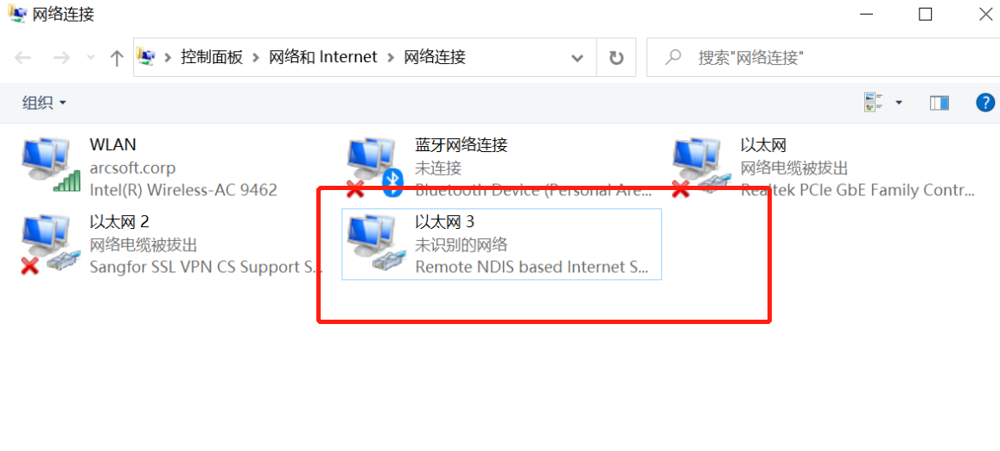 网络连接
控制面板 > 网络和 Internet > 网络连接
搜索"网络连接"
组织
WLAN
arcsoft.corp
Intel(R) Wireless-AC 9462
蓝牙网络连接
未连接
Bluetooth Device (Personal Are...
以太网
网络电缆被拔出
Realtek PCIe GbE Family Contr...
以太网 2
网络电缆被拔出
Sangfor SSL VPN CS Support S...
以太网 3
未识别的网络
Remote NDIS based Internet S...